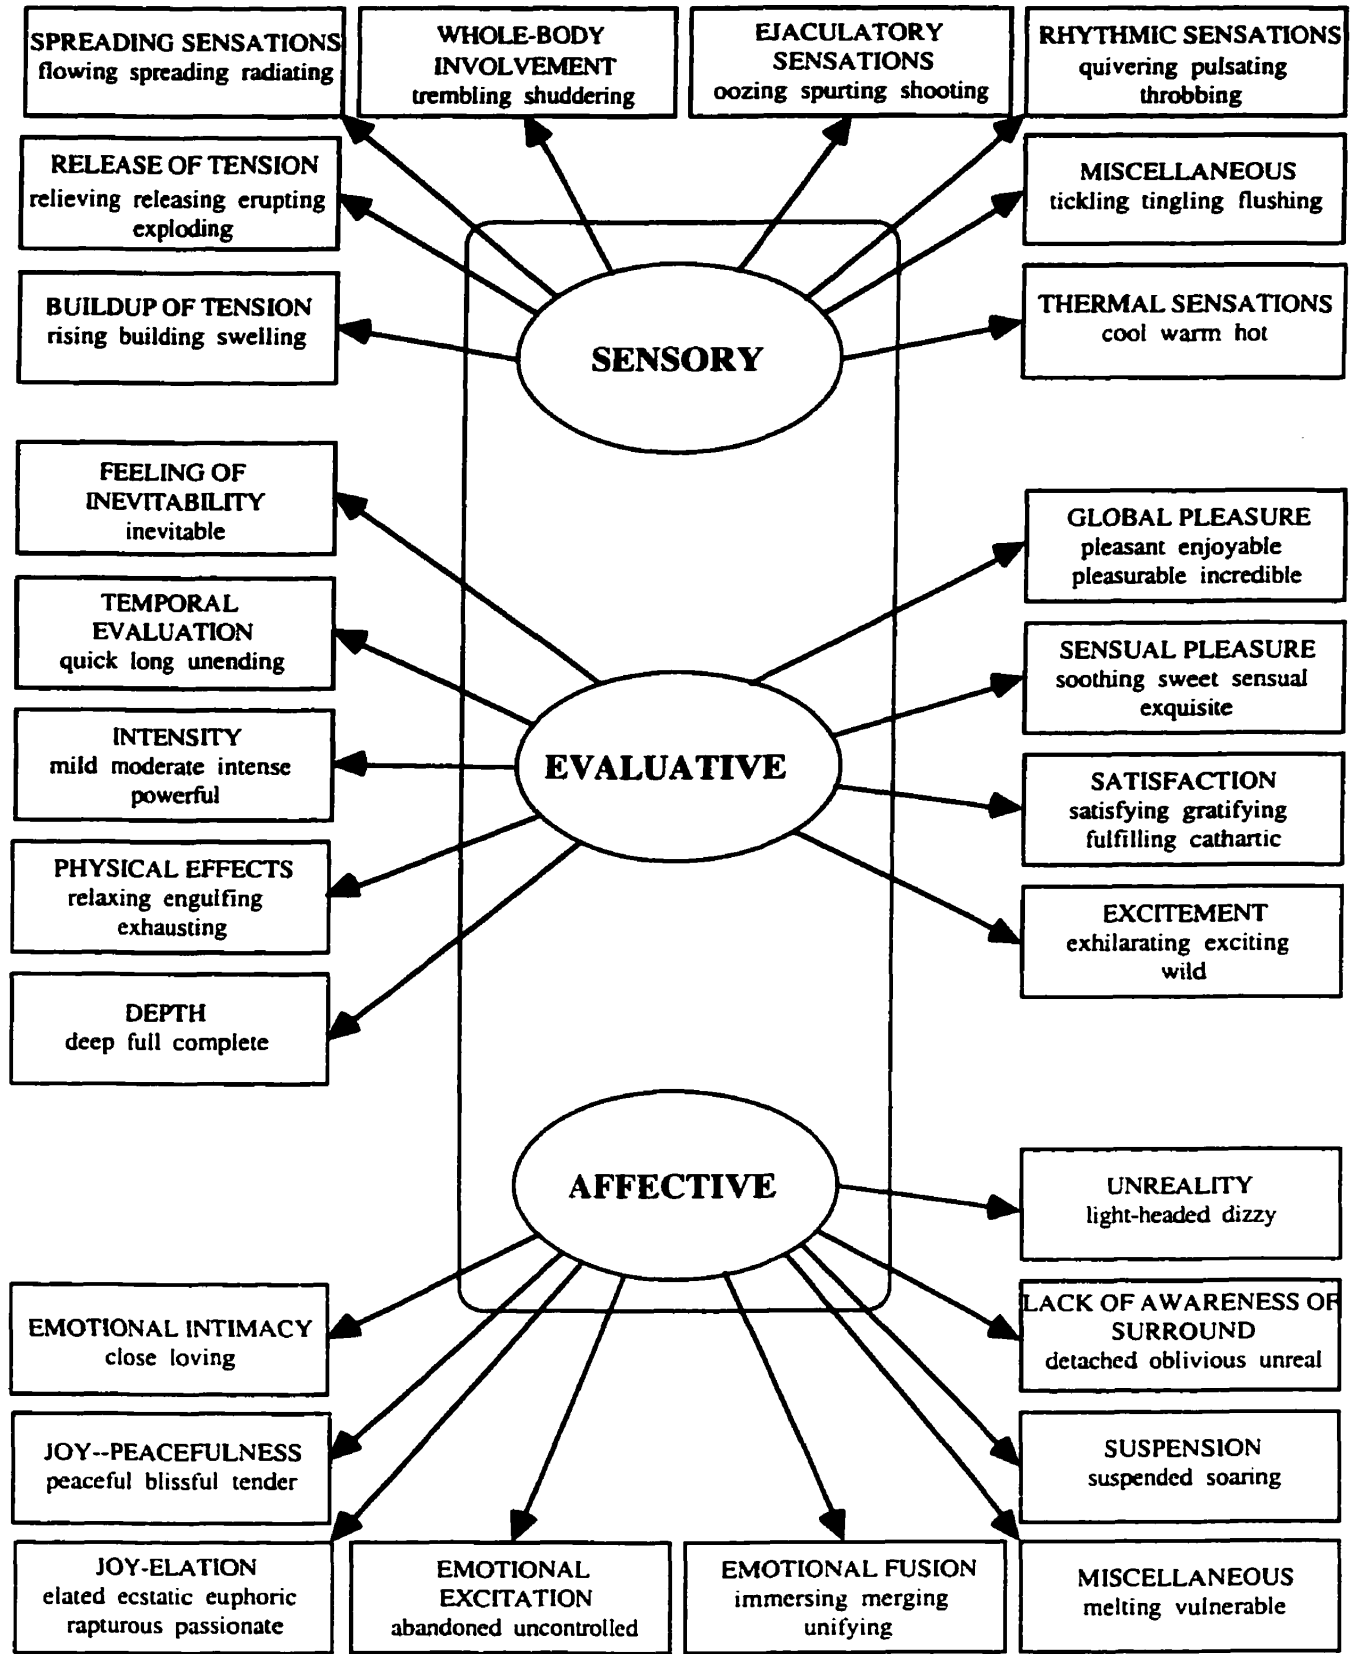 SPREADING SENSATIONS
flowing spreading radiating
WHOLE-BODY
INVOLVEMENT
trembling shuddering
EJACULATORY
SENSATIONS
oozing spurting shooting
RHYTHMIC SENSATIONS
quivering pulsating
throbbing
RELEASE OF TENSION
relieving releasing erupting
exploding
MISCELLANEOUS
tickling tingling flushing
BUILDUP OF TENSION
rising building swelling
THERMAL SENSATIONS
cool warm hot
SENSORY
FEELING OF
INEVITABILITY
inevitable
GLOBAL PLEASURE
pleasant enjoyable
pleasurable incredible
TEMPORAL
EVALUATION
quick long unending
SENSUAL PLEASURE
soothing sweet sensual
exquisite
INTENSITY
mild moderate intense
powerful
EVALUATIVE
SATISFACTION
satisfying gratifying
fulfilling cathartic
PHYSICAL EFFECTS
relaxing engulfing
exhausting
EXCITEMENT
exhilarating exciting
wild
DEPTH
deep full complete
AFFECTIVE
UNREALITY
light-headed dizzy
EMOTIONAL INTIMACY
close loving
LACK OF AWARENESS OF
SURROUND
detached oblivious unreal
JOY--PEACEFULNESS
peaceful blissful tender
SUSPENSION
suspended soaring
JOY-ELATION
elated ecstatic euphoric
rapturous passionate
EMOTIONAL
EXCITATION
abandoned uncontrolled
EMOTIONAL FUSION
immersing merging
unifying
MISCELLANEOUS
melting vulnerable